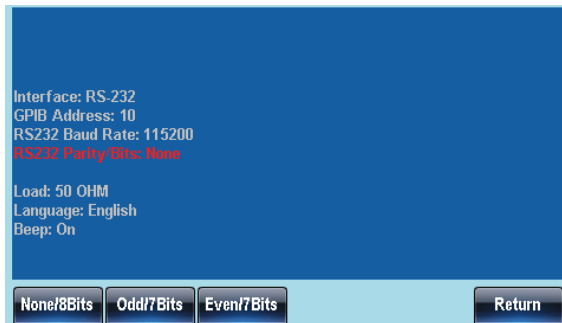 Interface: RS-232
GPIB Address: 10
RS232 Baud Rate: 115200
RS232 Parity/Bits: None
Load: 50 OHM
Language: English
Beep: On
None/8Bits Odd/7Bits Even/7Bits Return